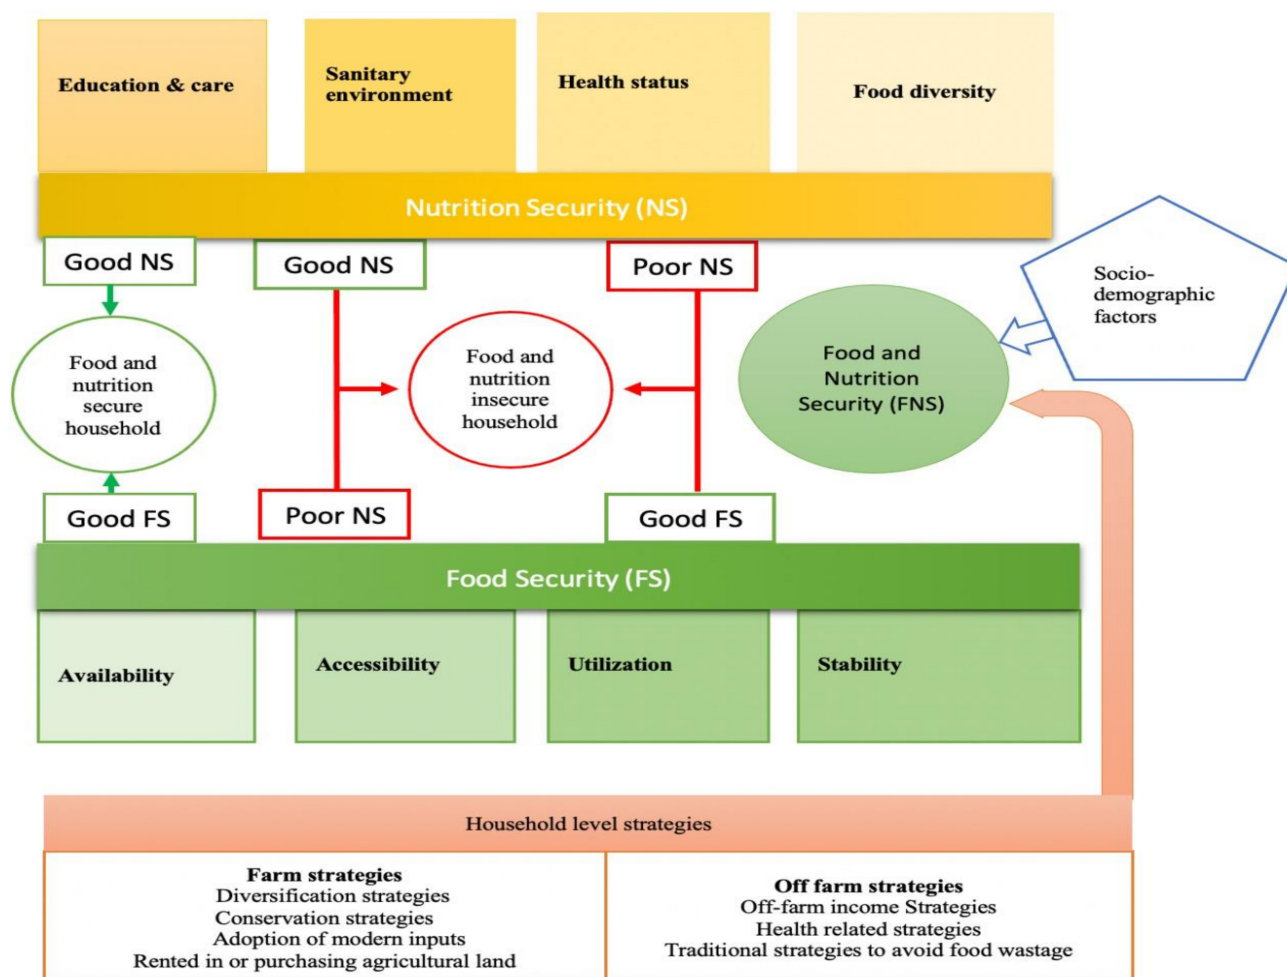 Education & care
Sanitary
environment
Health status
Food diversity
Nutrition Security (NS)
Good NS
Good NS
Poor NS
Socio-
demographic
factors
Food and
nutrition
secure
household
Food and
nutrition
insecure
household
Food and
Nutrition
Security (FNS)
Good FS
Poor NS
Good FS
Food Security (FS)
Availability
Accessibility
Utilization
Stability
Household level strategies
Farm strategies
Diversification strategies
Conservation strategies
Adoption of modern inputs
Rented in or purchasing agricultural land
Off farm strategies
Off-farm income Strategies
Health related strategies
Traditional strategies to avoid food wastage